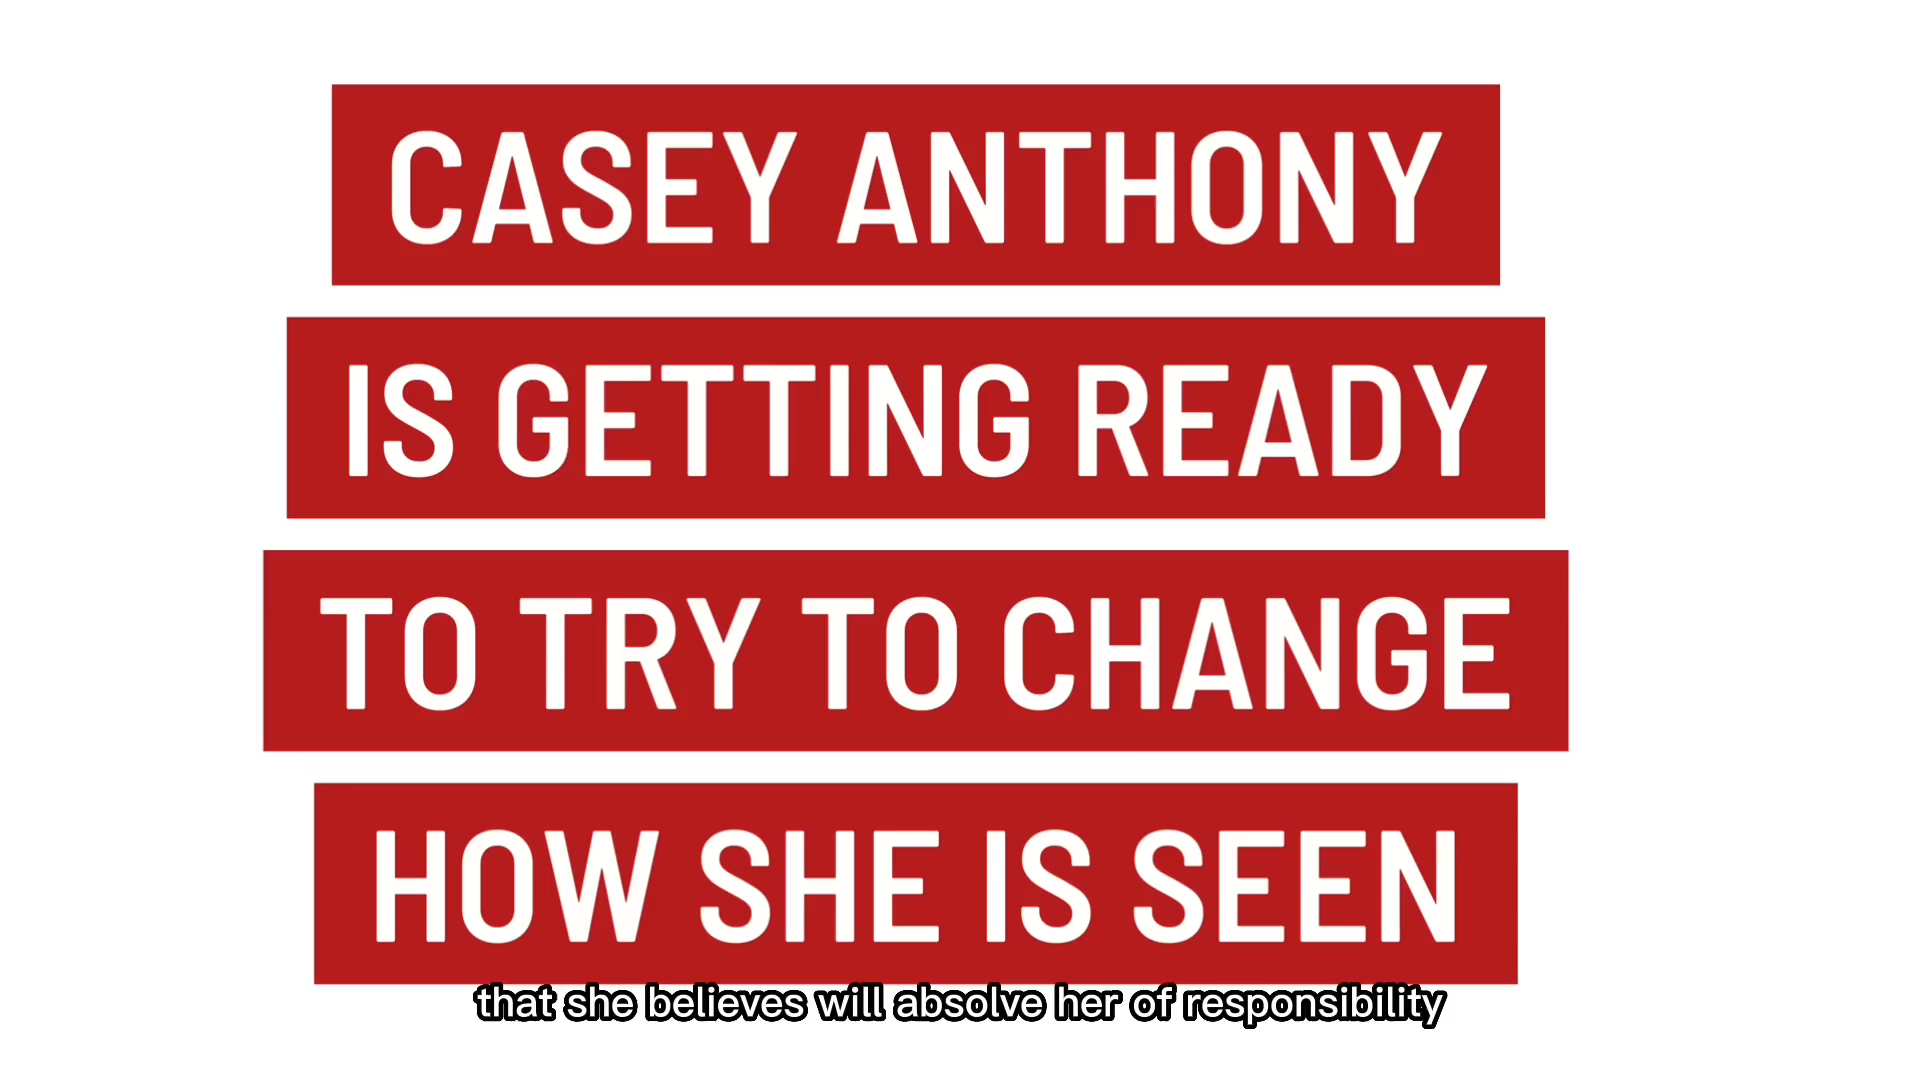 CASEY ANTHONY
IS GETTING READY
TO TRY TO CHANGE
HOW SHE IS SEEN
that she believes will absolve her of responsibility